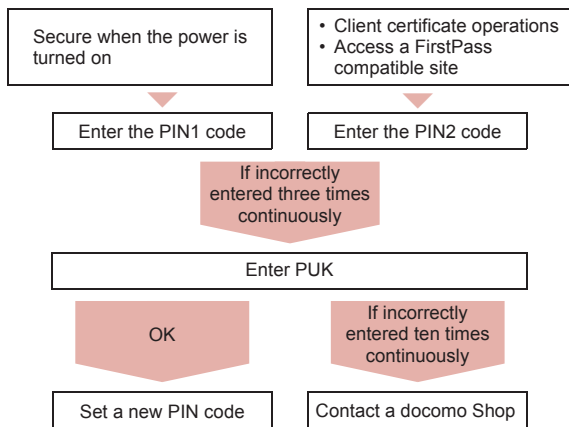 Secure when the power is
turned on
• Client certificate operations
• Access a FirstPass
compatible site
Enter the PIN1 code
Enter the PIN2 code
If incorrectly
entered three times
continuously
Enter PUK
OK
If incorrectly
entered ten times
continuously
Set a new PIN code
Contact a docomo Shop